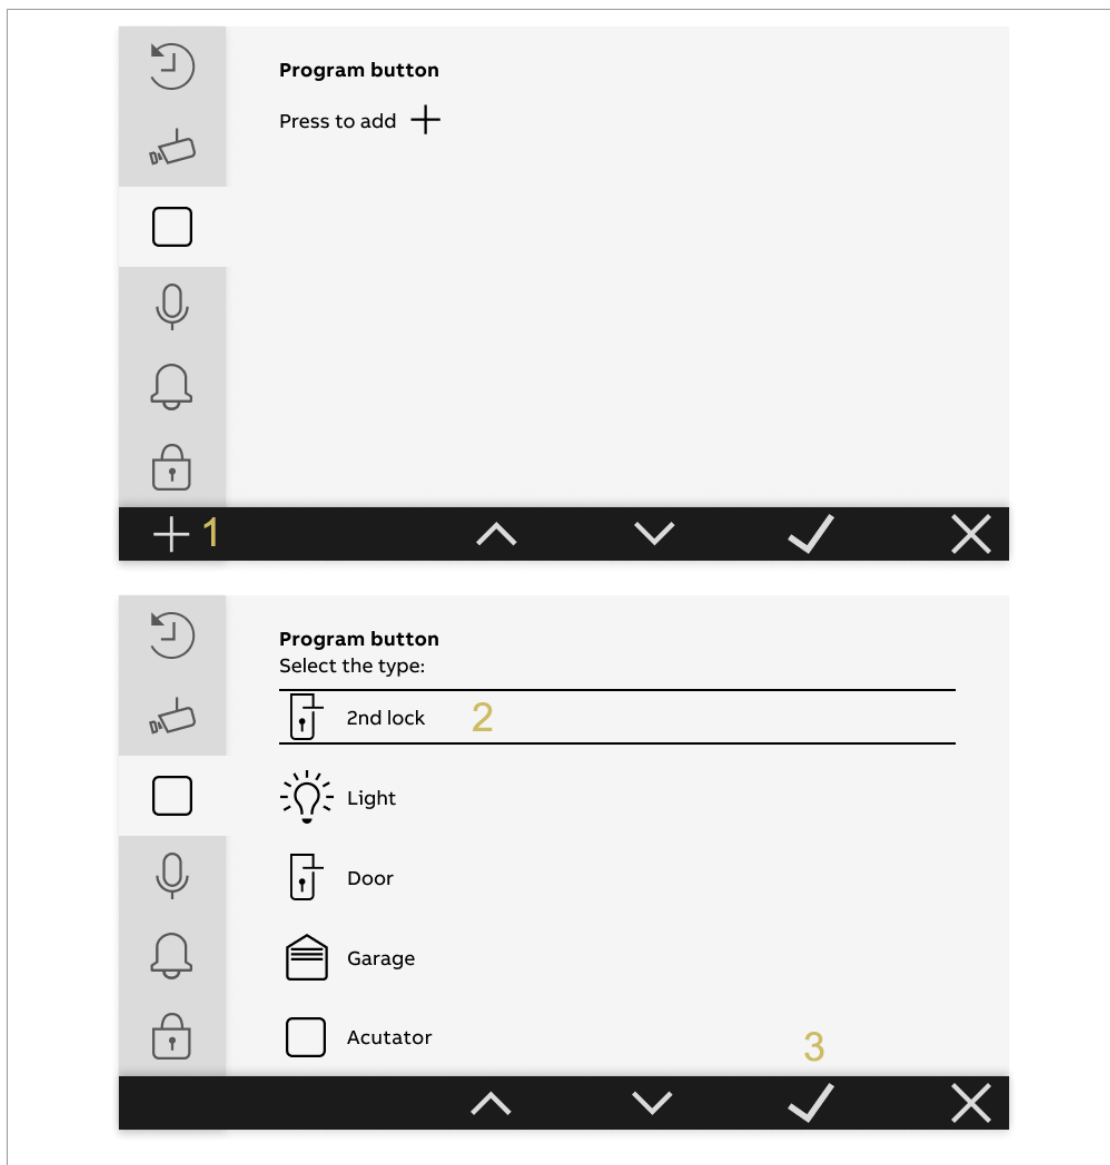 Program button
Press to add
1
Program button
Select the type:
2nd lock 2
Light
Door
Garage
Acutator
3